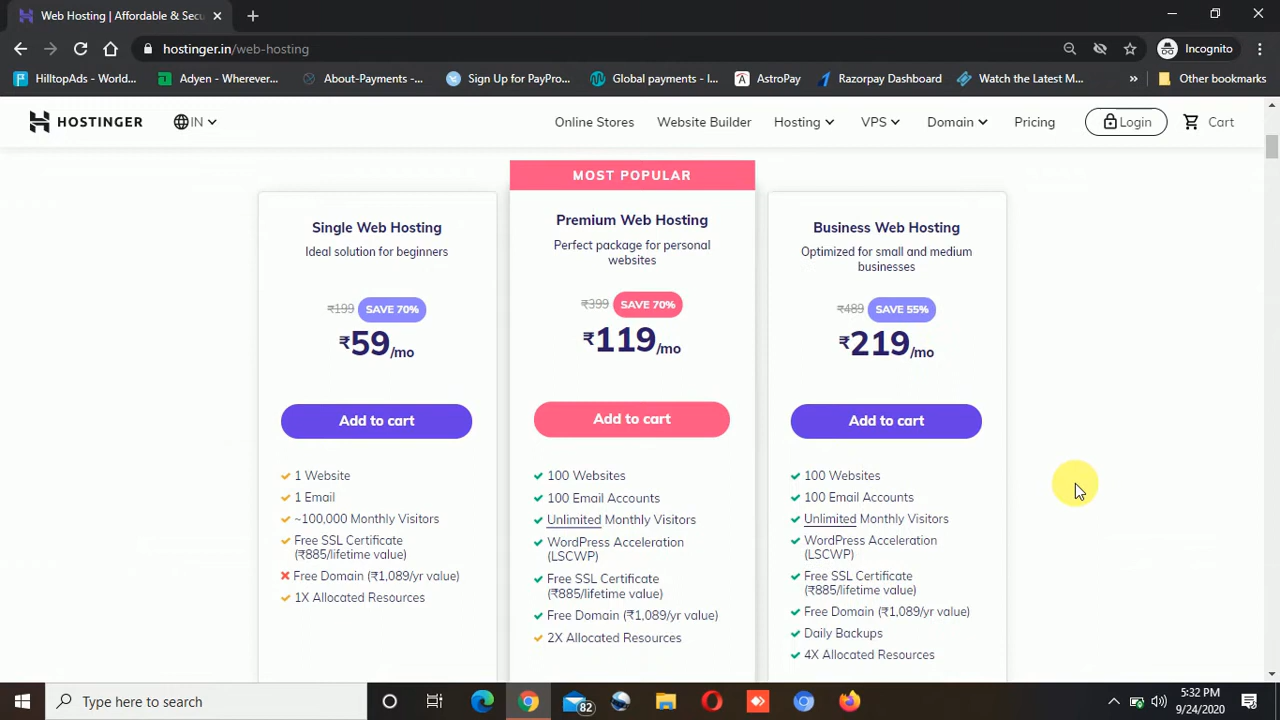 Web Hosting | Affordable & Secu
hostinger.in/web-hosting
Incognito
HilltopAds - World...
Adyen - Wherever...
About-Payments -...
Sign Up for PayPro...
Global payments - I...
AstroPay
Razorpay Dashboard
Watch the Latest M...
»
Other bookmarks
HOSTINGER
IN
Online Stores
Website Builder
Hosting
VPS
Domain
Pricing
Login
Cart
Single Web Hosting
Ideal solution for beginners
₹199 SAVE 70%
₹59/mo
Add to cart
1 Website
1 Email
~100,000 Monthly Visitors
Free SSL Certificate
(₹885/lifetime value)
Free Domain (₹1,089/yr value)
1X Allocated Resources
MOST POPULAR
Premium Web Hosting
Perfect package for personal
websites
₹399 SAVE 70%
₹119/mo
Add to cart
100 Websites
100 Email Accounts
Unlimited Monthly Visitors
WordPress Acceleration
(LSCWP)
Free SSL Certificate
(₹885/lifetime value)
Free Domain (₹1,089/yr value)
2X Allocated Resources
Business Web Hosting
Optimized for small and medium
businesses
₹489 SAVE 55%
₹219/mo
Add to cart
100 Websites
100 Email Accounts
Unlimited Monthly Visitors
WordPress Acceleration
(LSCWP)
Free SSL Certificate
(₹885/lifetime value)
Free Domain (₹1,089/yr value)
Daily Backups
4X Allocated Resources
Type here to search
82
5:32 PM
9/24/2020